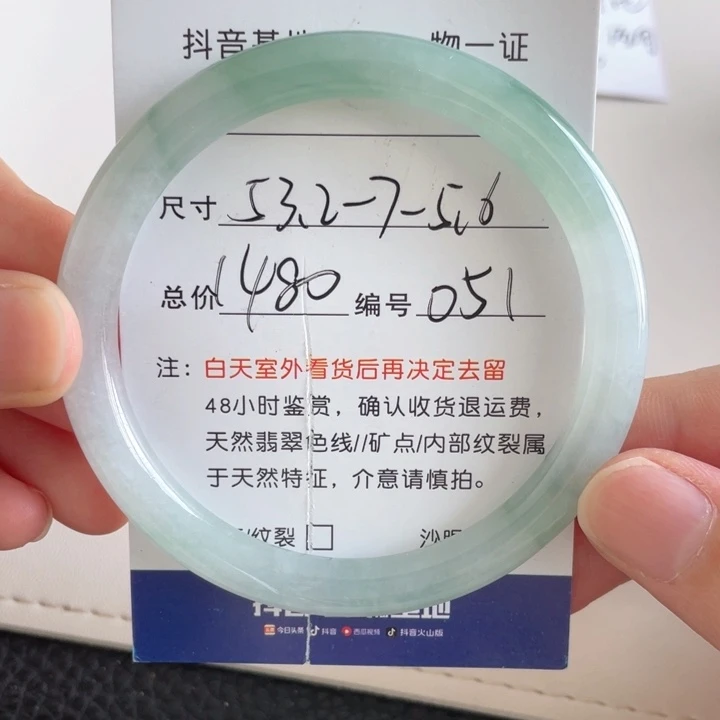 抖音基地 物一证
尺寸 53.2-7-5.6
总价 1480 编号 051
注：白天室外看货后再决定去留
48小时鉴赏，确认收货退运费，
天然翡翠色线//矿点/内部纹裂属
于天然特征，介意请慎拍。
/纹裂 □ 沙眼
今日头条 抖音 西瓜视频 抖音火山版